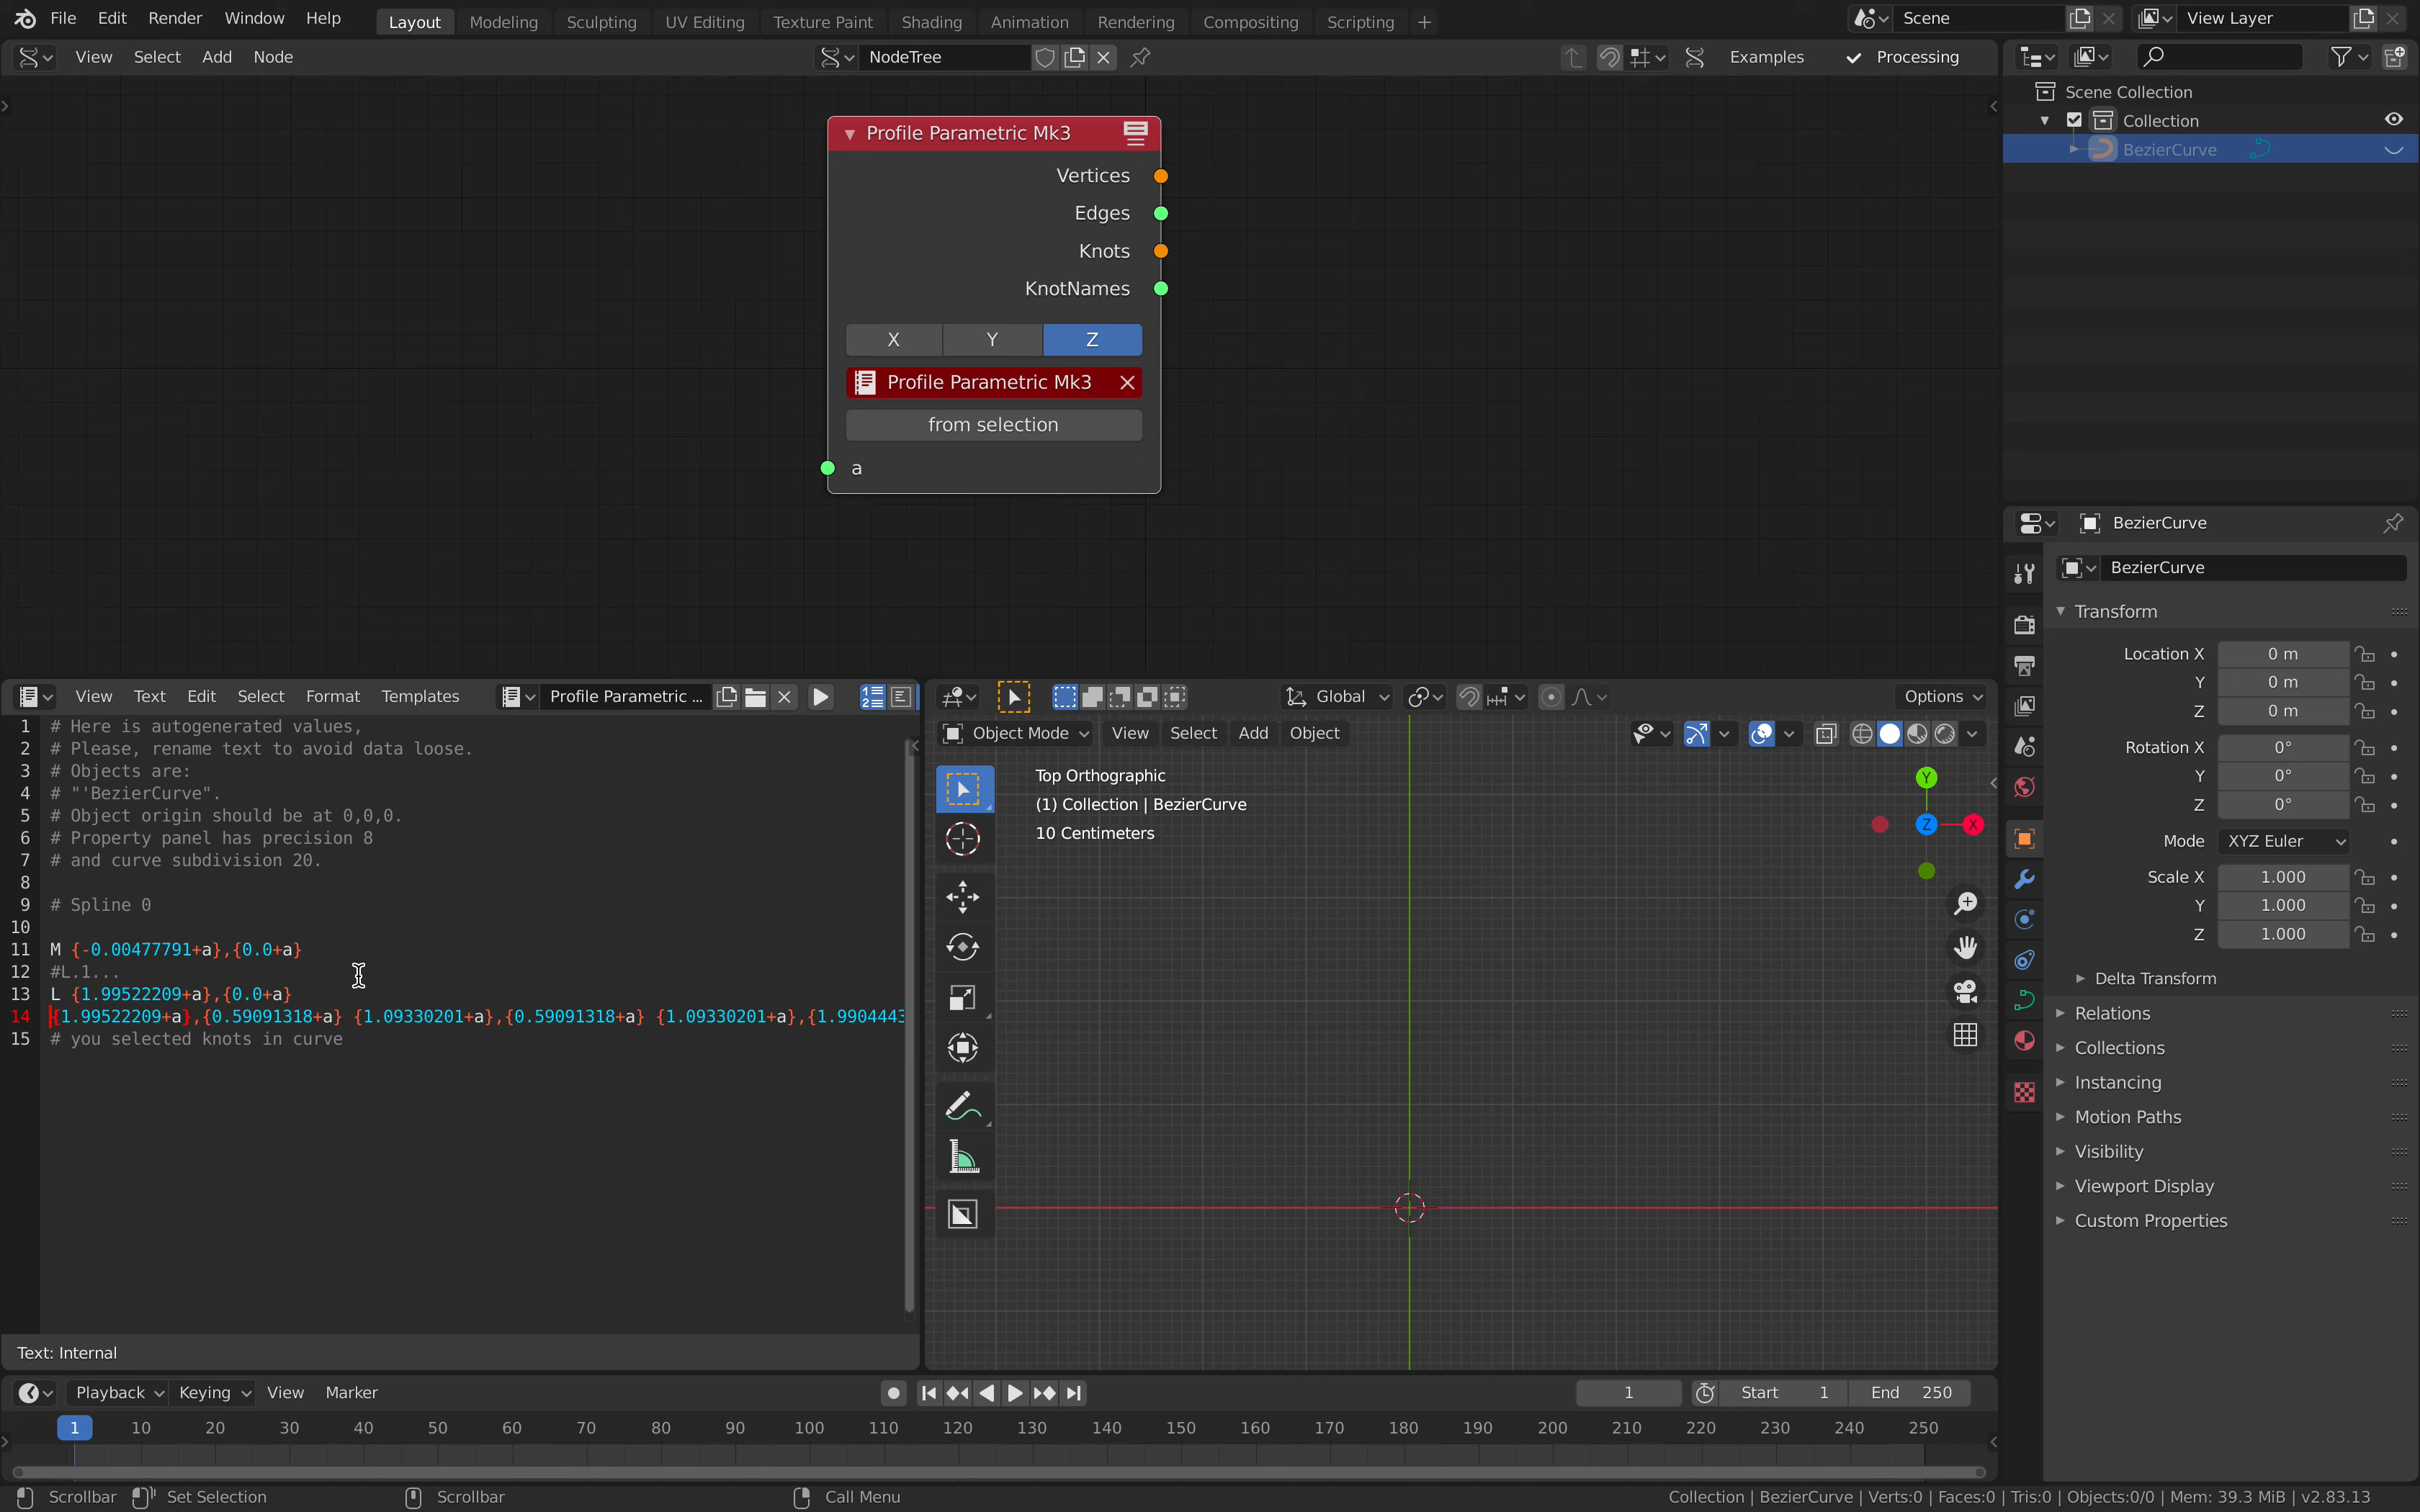 File Edit Render Window Help Layout Modeling Sculpting UV Editing Texture Paint Shading Animation Rendering Compositing Scripting + Scene View Layer
View Select Add Node NodeTree Examples Processing
Scene Collection
Collection
BezierCurve
Profile Parametric Mk3
Vertices
Edges
Knots
KnotNames
X Y Z
Profile Parametric Mk3
from selection
a
BezierCurve
BezierCurve
Transform
Location X 0 m
Y 0 m
Z 0 m
Rotation X 0°
Y 0°
Z 0°
Mode XYZ Euler
Scale X 1.000
Y 1.000
Z 1.000
Delta Transform
Relations
Collections
Instancing
Motion Paths
Visibility
Viewport Display
Custom Properties
View Text Edit Select Format Templates Profile Parametric ...
1 # Here is autogenerated values,
2 # Please, rename text to avoid data loose.
3 # Objects are:
4 # "'BezierCurve".
5 # Object origin should be at 0,0,0.
6 # Property panel has precision 8
7 # and curve subdivision 20.
8
9 # Spline 0
10
11 M {-0.00477791+a},{0.0+a}
12 #L.1...
13 L {1.99522209+a},{0.0+a}
14 {1.99522209+a},{0.59091318+a} {1.09330201+a},{0.59091318+a} {1.09330201+a},{1.9904443
15 # you selected knots in curve
Text: Internal
Global Options
Object Mode View Select Add Object
Top Orthographic
(1) Collection | BezierCurve
10 Centimeters
Y
Z X
Playback Keying View Marker 1 Start 1 End 250
1 10 20 30 40 50 60 70 80 90 100 110 120 130 140 150 160 170 180 190 200 210 220 230 240 250
Scrollbar Set Selection Scrollbar Call Menu Collection | BezierCurve | Verts:0 | Faces:0 | Tris:0 | Objects:0/0 | Mem: 39.3 MiB | v2.83.13